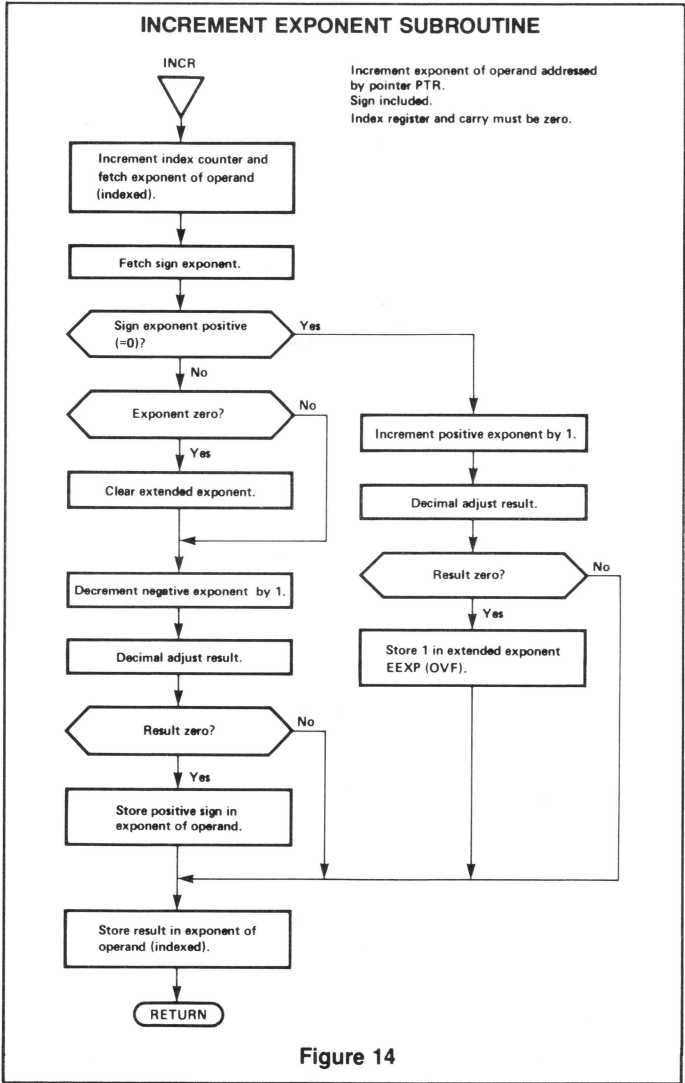 INCREMENT EXPONENT SUBROUTINE
INCR
Increment exponent of operand addressed
by pointer PTR.
Sign included.
Index register and carry must be zero.
Increment index counter and
fetch exponent of operand
(indexed).
Fetch sign exponent.
Sign exponent positive
(=0)?
Yes
No
Exponent zero?
No
Yes
Clear extended exponent.
Increment positive exponent by 1.
Decimal adjust result.
Result zero?
No
Yes
Store 1 in extended exponent
EEXP (OVF).
Decrement negative exponent by 1.
Decimal adjust result.
Result zero?
No
Yes
Store positive sign in
exponent of operand.
Store result in exponent of
operand (indexed).
RETURN
Figure 14